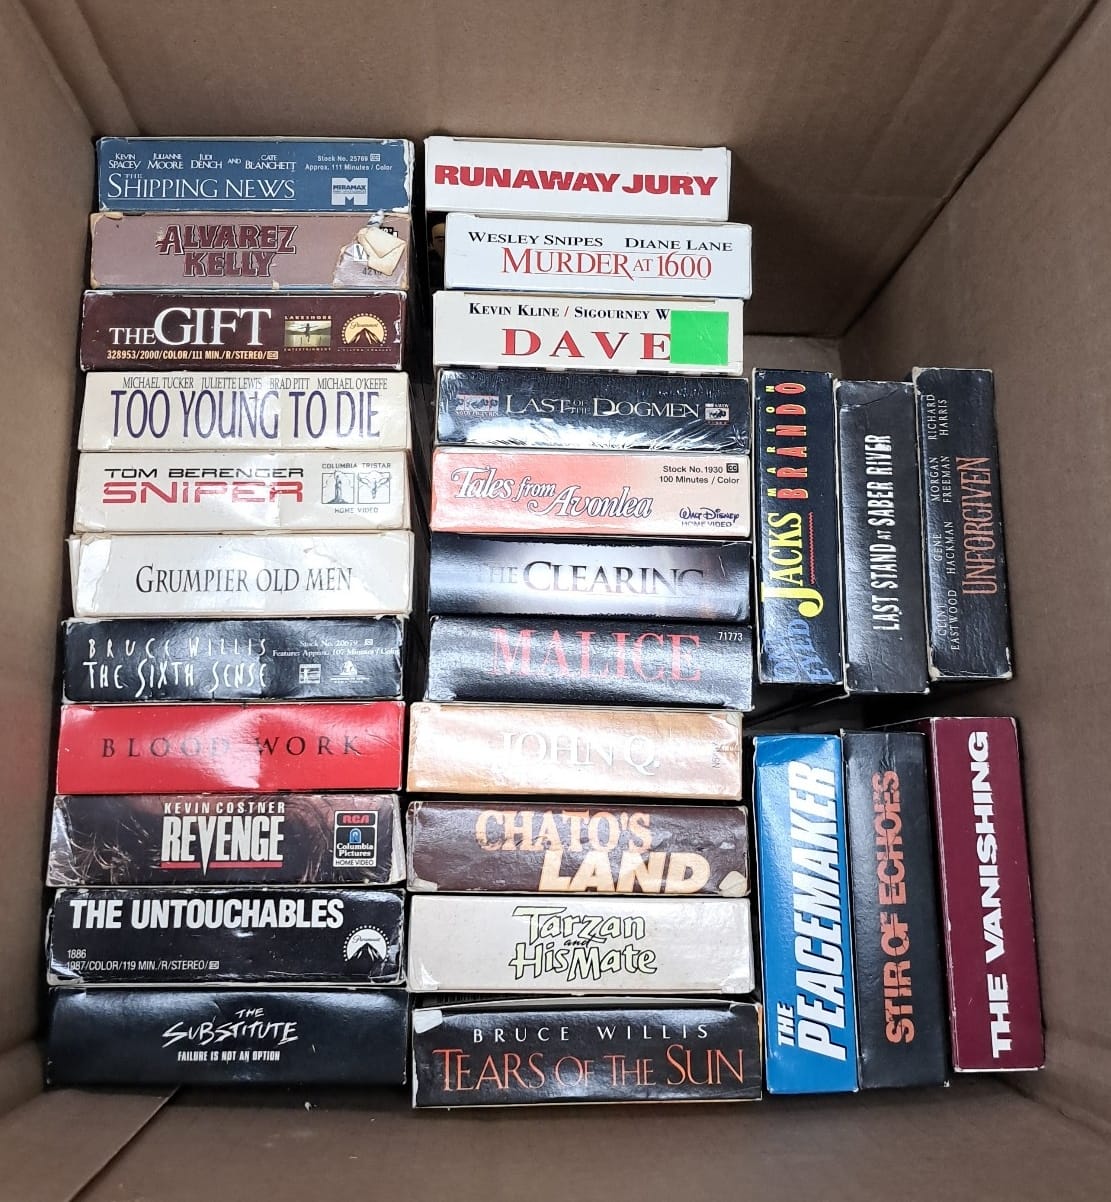 KEVIN SPACEY JULIANNE MOORE JUDI DENCH AND CATE BLANCHETT
Stock No. 25769 CC
Approx. 111 Minutes / Color
THE SHIPPING NEWS
MIRAMAX
ALVAREZ
KELLY
THE GIFT
LAKESHORE
ENTERTAINMENT
Paramount
328953/2000/COLOR/111 MIN./R/STEREO/CC
MICHAEL TUCKER JULIETTE LEWIS BRAD PITT MICHAEL O'KEEFE
TOO YOUNG TO DIE
TOM BERENGER
SNIPER
COLUMBIA TRISTAR
HOME VIDEO
GRUMPIER OLD MEN
BRUCE WILLIS
THE SIXTH SENSE
BLOOD WORK
KEVIN COSTNER
REVENGE
RCA
Columbia
Pictures
HOME VIDEO
THE UNTOUCHABLES
1886
1987/COLOR/119 MIN./R/STEREO/
Paramount
THE
SUBSTITUTE
FAILURE IS NOT AN OPTION
RUNAWAY JURY
WESLEY SNIPES DIANE LANE
MURDER AT 1600
KEVIN KLINE / SIGOURNEY W
DAVE
LAST OF THE DOGMEN
Tales from Avonlea
Stock No. 1930 CC
100 Minutes / Color
WALT DISNEY
HOME VIDEO
THE CLEARING
MALICE
71773
JOHN Q.
CHATO'S
LAND
Tarzan
and
His Mate
BRUCE WILLIS
TEARS OF THE SUN
MARLON
BRANDO
JACKS
LAST STAND AT SABER RIVER
CLINT EASTWOOD GENE HACKMAN MORGAN FREEMAN RICHARD HARRIS
UNFORGIVEN
THE PEACEMAKER
STIR OF ECHOES
THE VANISHING